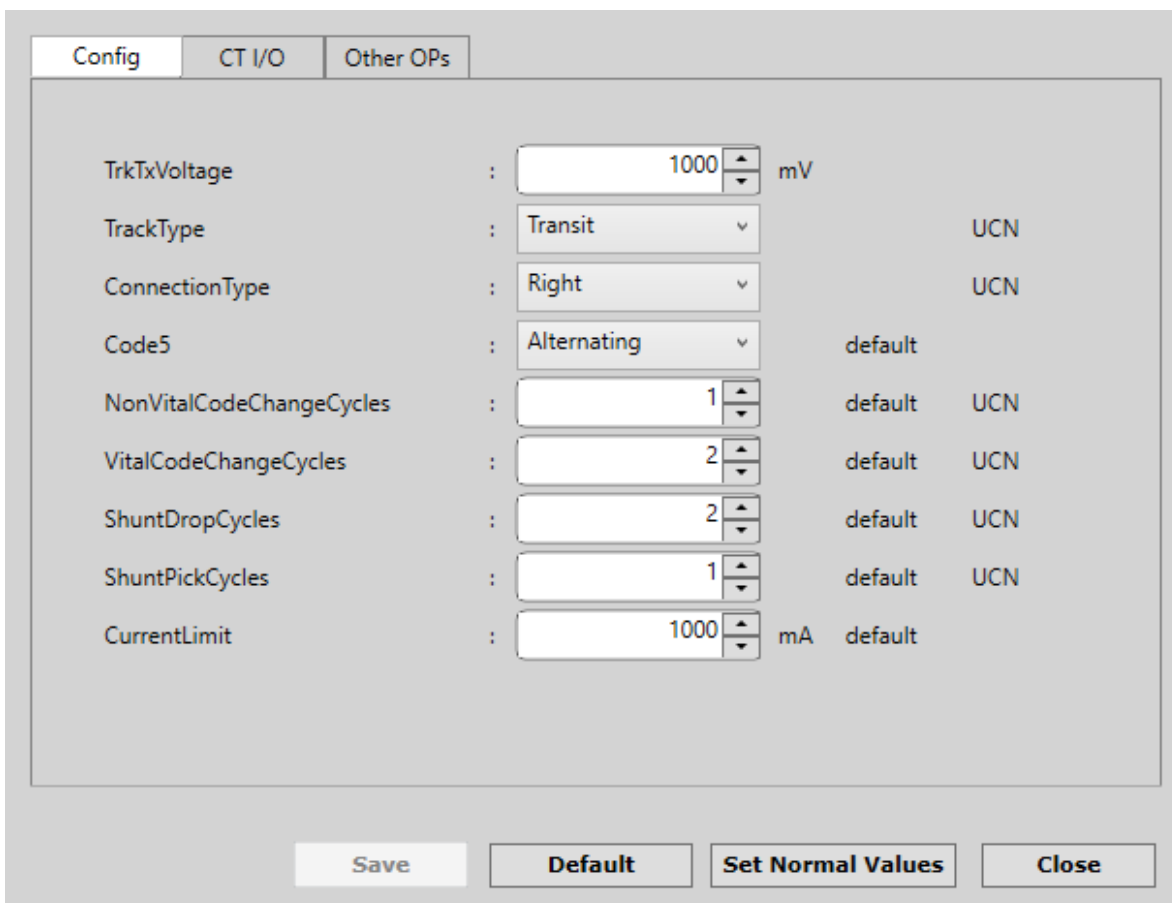 Config CT I/O Other OPs
TrkTxVoltage : 1000 mV
TrackType : Transit UCN
ConnectionType : Right UCN
Code5 : Alternating default
NonVitalCodeChangeCycles : 1 default UCN
VitalCodeChangeCycles : 2 default UCN
ShuntDropCycles : 2 default UCN
ShuntPickCycles : 1 default UCN
CurrentLimit : 1000 mA default
Save Default Set Normal Values Close